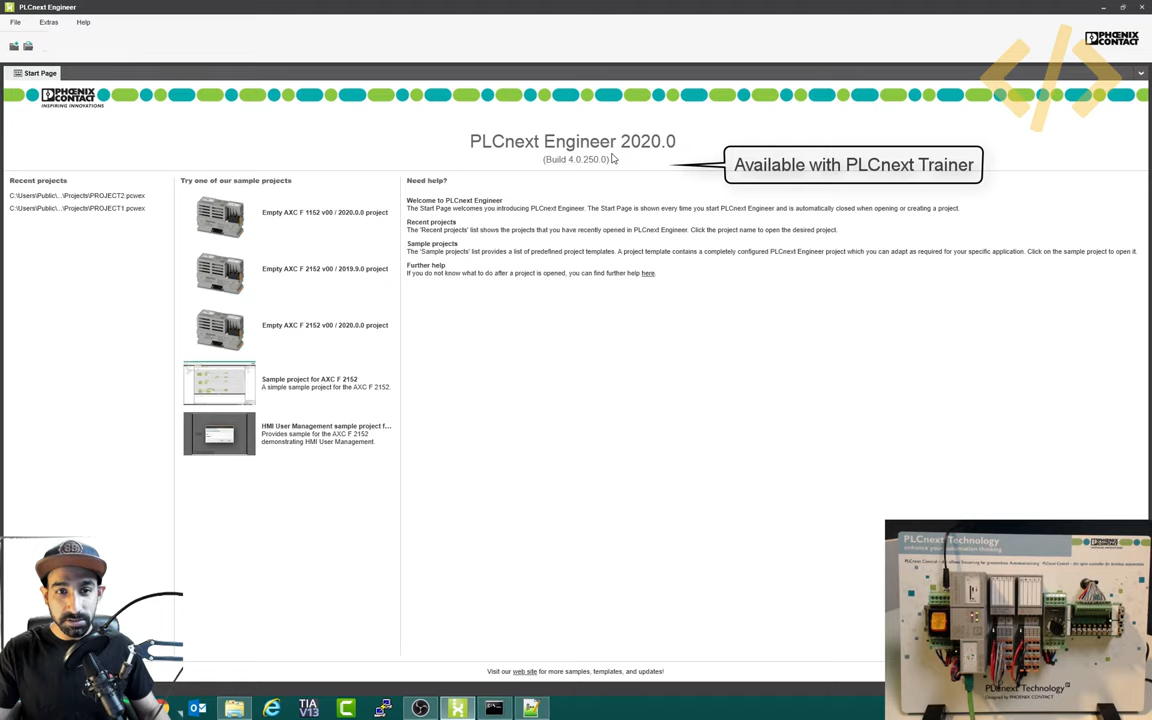 PLCnext Engineer
File Extras Help
PHŒNIX
CONTACT
Start Page
PHŒNIX
CONTACT
INSPIRING INNOVATIONS
PLCnext Engineer 2020.0
(Build 4.0.250.0)
Available with PLCnext Trainer
Recent projects
C:\Users\Public\...\Projects\PROJECT2.pcwex
C:\Users\Public\...\Projects\PROJECT1.pcwex
Try one of our sample projects
Empty AXC F 1152 v00 / 2020.0.0 project
Empty AXC F 2152 v00 / 2019.9.0 project
Empty AXC F 2152 v00 / 2020.0.0 project
Sample project for AXC F 2152
A simple sample project for the AXC F 2152.
HMI User Management sample project f...
Provides sample for the AXC F 2152
demonstrating HMI User Management.
Need help?
Welcome to PLCnext Engineer
The Start Page welcomes you introducing PLCnext Engineer. The Start Page is shown every time you start PLCnext Engineer and is automatically closed when opening or creating a project.
Recent projects
The 'Recent projects' list shows the projects that you have recently opened in PLCnext Engineer. Click the project name to open the desired project.
Sample projects
The 'Sample projects' list provides a list of predefined project templates. A project template contains a completely configured PLCnext Engineer project which you can adapt as required for your specific application. Click on the sample project to open it.
Further help
If you do not know what to do after a project is opened, you can find further help here.
Visit our web site for more samples, templates, and updates!
TIA
V13
PLCnext Technology
enhance your automation thinking
PLCnext Technology
Designed by PHOENIX CONTACT